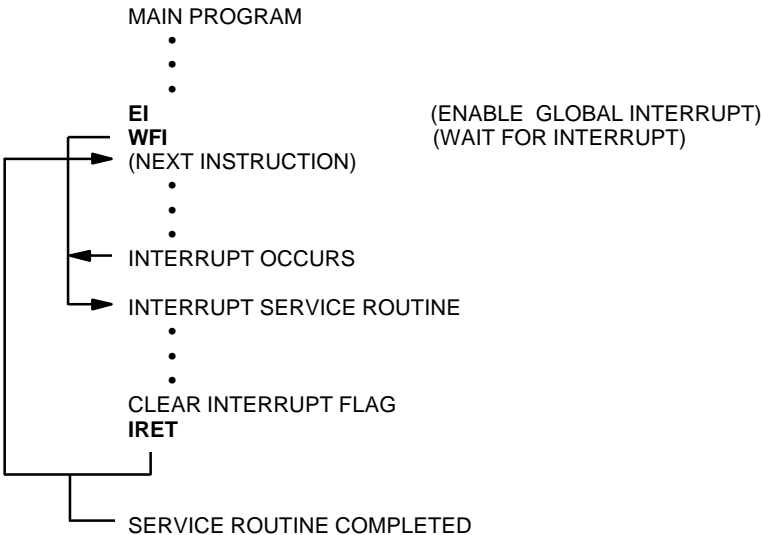 MAIN PROGRAM
•
•
•
EI (ENABLE GLOBAL INTERRUPT)
WFI (WAIT FOR INTERRUPT)
(NEXT INSTRUCTION)
•
•
•
INTERRUPT OCCURS
INTERRUPT SERVICE ROUTINE
•
•
•
CLEAR INTERRUPT FLAG
IRET
SERVICE ROUTINE COMPLETED